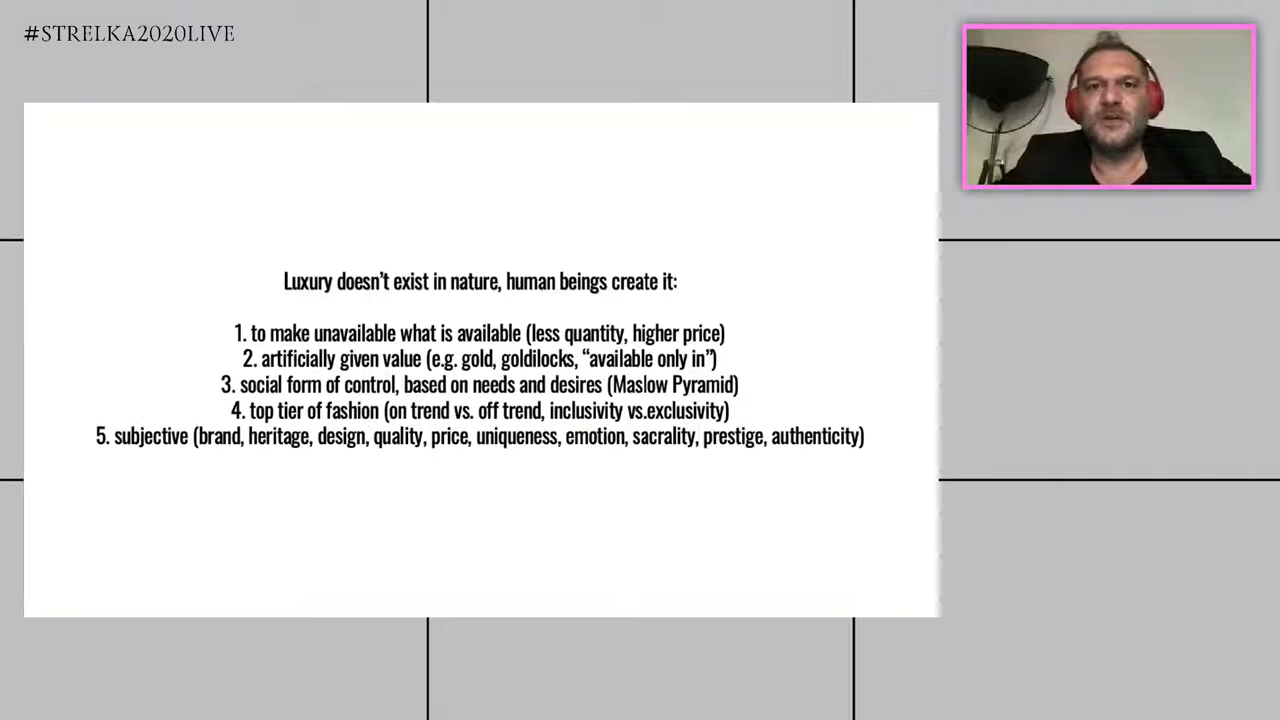 #STRELKA2020LIVE
Luxury doesn’t exist in nature, human beings create it:
1. to make unavailable what is available (less quantity, higher price)
2. artificially given value (e.g. gold, goldilocks, “available only in”)
3. social form of control, based on needs and desires (Maslow Pyramid)
4. top tier of fashion (on trend vs. off trend, inclusivity vs.exclusivity)
5. subjective (brand, heritage, design, quality, price, uniqueness, emotion, sacrality, prestige, authenticity)